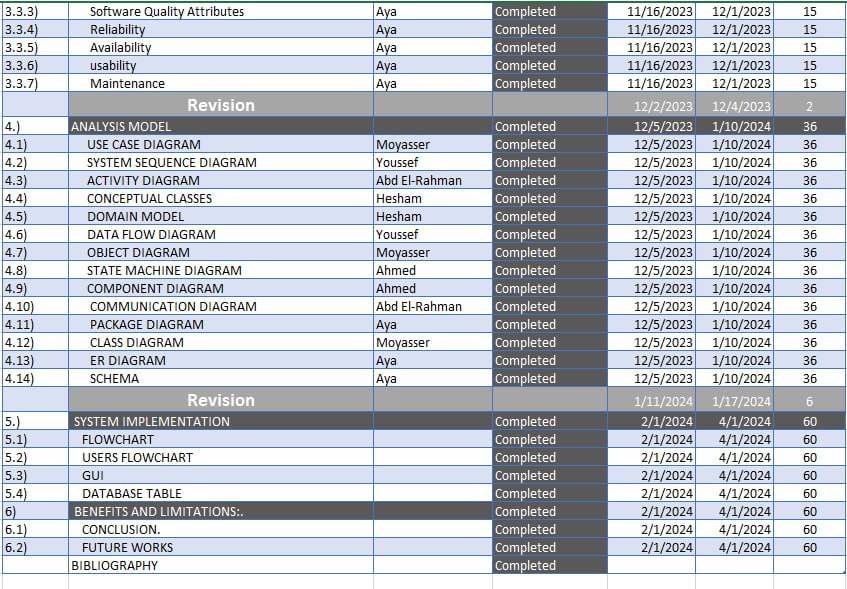 3.3.3) Software Quality Attributes Aya Completed 11/16/2023 12/1/2023 15
3.3.4) Reliability Aya Completed 11/16/2023 12/1/2023 15
3.3.5) Availability Aya Completed 11/16/2023 12/1/2023 15
3.3.6) usability Aya Completed 11/16/2023 12/1/2023 15
3.3.7) Maintenance Aya Completed 11/16/2023 12/1/2023 15
Revision 12/2/2023 12/4/2023 2
4.) ANALYSIS MODEL Completed 12/5/2023 1/10/2024 36
4.1) USE CASE DIAGRAM Moyasser Completed 12/5/2023 1/10/2024 36
4.2) SYSTEM SEQUENCE DIAGRAM Youssef Completed 12/5/2023 1/10/2024 36
4.3) ACTIVITY DIAGRAM Abd El-Rahman Completed 12/5/2023 1/10/2024 36
4.4) CONCEPTUAL CLASSES Hesham Completed 12/5/2023 1/10/2024 36
4.5) DOMAIN MODEL Hesham Completed 12/5/2023 1/10/2024 36
4.6) DATA FLOW DIAGRAM Youssef Completed 12/5/2023 1/10/2024 36
4.7) OBJECT DIAGRAM Moyasser Completed 12/5/2023 1/10/2024 36
4.8) STATE MACHINE DIAGRAM Ahmed Completed 12/5/2023 1/10/2024 36
4.9) COMPONENT DIAGRAM Ahmed Completed 12/5/2023 1/10/2024 36
4.10) COMMUNICATION DIAGRAM Abd El-Rahman Completed 12/5/2023 1/10/2024 36
4.11) PACKAGE DIAGRAM Aya Completed 12/5/2023 1/10/2024 36
4.12) CLASS DIAGRAM Moyasser Completed 12/5/2023 1/10/2024 36
4.13) ER DIAGRAM Aya Completed 12/5/2023 1/10/2024 36
4.14) SCHEMA Aya Completed 12/5/2023 1/10/2024 36
Revision 1/11/2024 1/17/2024 6
5.) SYSTEM IMPLEMENTATION Completed 2/1/2024 4/1/2024 60
5.1) FLOWCHART Completed 2/1/2024 4/1/2024 60
5.2) USERS FLOWCHART Completed 2/1/2024 4/1/2024 60
5.3) GUI Completed 2/1/2024 4/1/2024 60
5.4) DATABASE TABLE Completed 2/1/2024 4/1/2024 60
6) BENEFITS AND LIMITATIONS:. Completed 2/1/2024 4/1/2024 60
6.1) CONCLUSION. Completed 2/1/2024 4/1/2024 60
6.2) FUTURE WORKS Completed 2/1/2024 4/1/2024 60
BIBLIOGRAPHY Completed